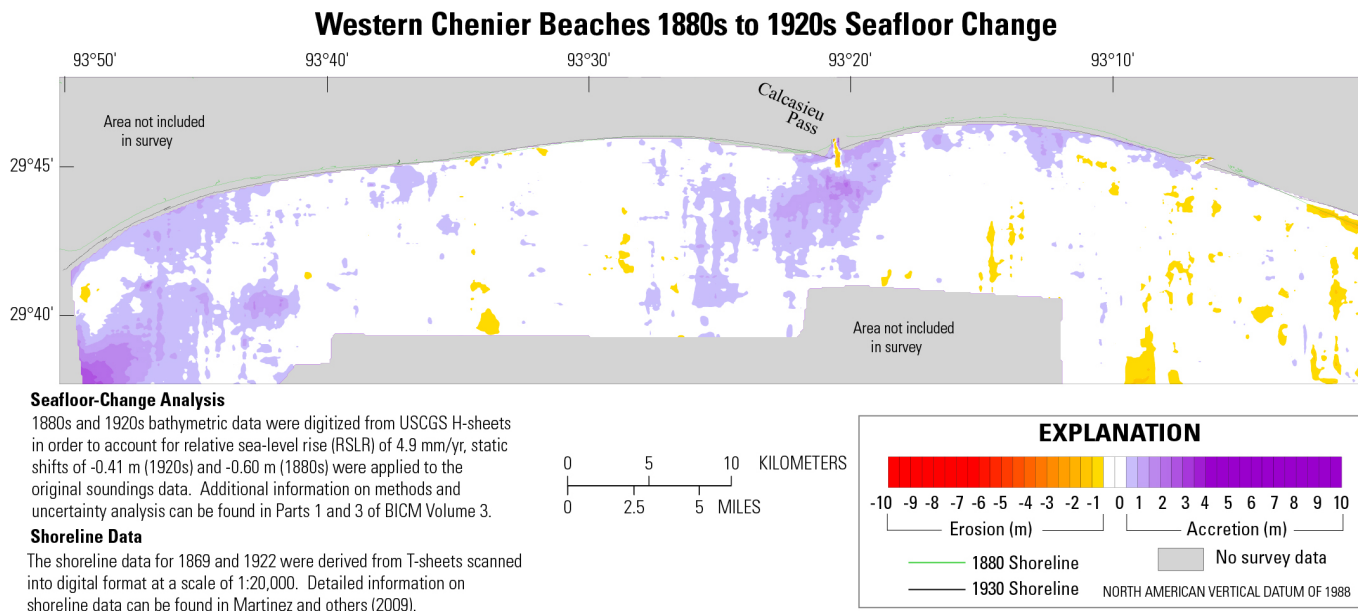 Western Chenier Beaches 1880s to 1920s Seafloor Change
93°50' 93°40' 93°30' 93°20' 93°10'
Calcasieu
Pass
Area not included
in survey
29°45'
29°40'
Area not included
in survey
Seafloor-Change Analysis
1880s and 1920s bathymetric data were digitized from USCGS H-sheets
in order to account for relative sea-level rise (RSLR) of 4.9 mm/yr, static
shifts of -0.41 m (1920s) and -0.60 m (1880s) were applied to the
original soundings data. Additional information on methods and
uncertainty analysis can be found in Parts 1 and 3 of BICM Volume 3.
Shoreline Data
The shoreline data for 1869 and 1922 were derived from T-sheets scanned
into digital format at a scale of 1:20,000. Detailed information on
shoreline data can be found in Martinez and others (2009).
0 5 10 KILOMETERS
0 2.5 5 MILES
EXPLANATION
-10 -9 -8 -7 -6 -5 -4 -3 -2 -1 0 1 2 3 4 5 6 7 8 9 10
Erosion (m) Accretion (m)
1880 Shoreline
1930 Shoreline
No survey data
NORTH AMERICAN VERTICAL DATUM OF 1988